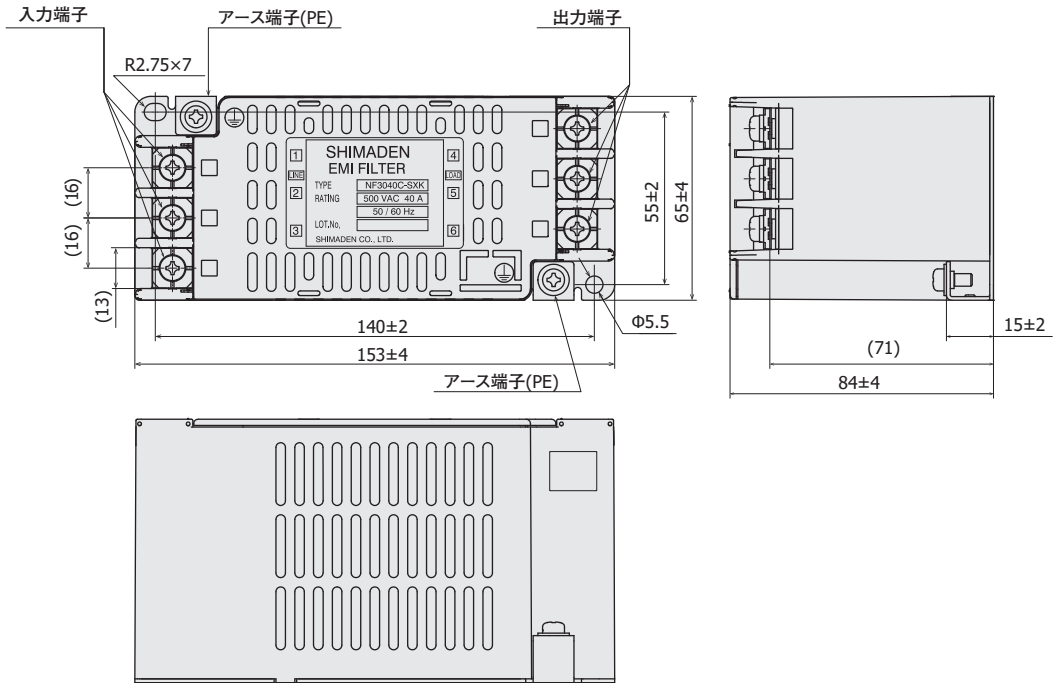 入力端子
アース端子(PE)
出力端子
R2.75×7
1
LINE
2
3
SHIMADEN
EMI FILTER
TYPE NF3040C-SXK
RATING 500 VAC 40 A
50 / 60 Hz
LOT.No,
SHIMADEN CO., LTD.
4
LOAD
5
6
(16)
(16)
(13)
55±2
65±4
140±2
Φ5.5
153±4
アース端子(PE)
15±2
(71)
84±4